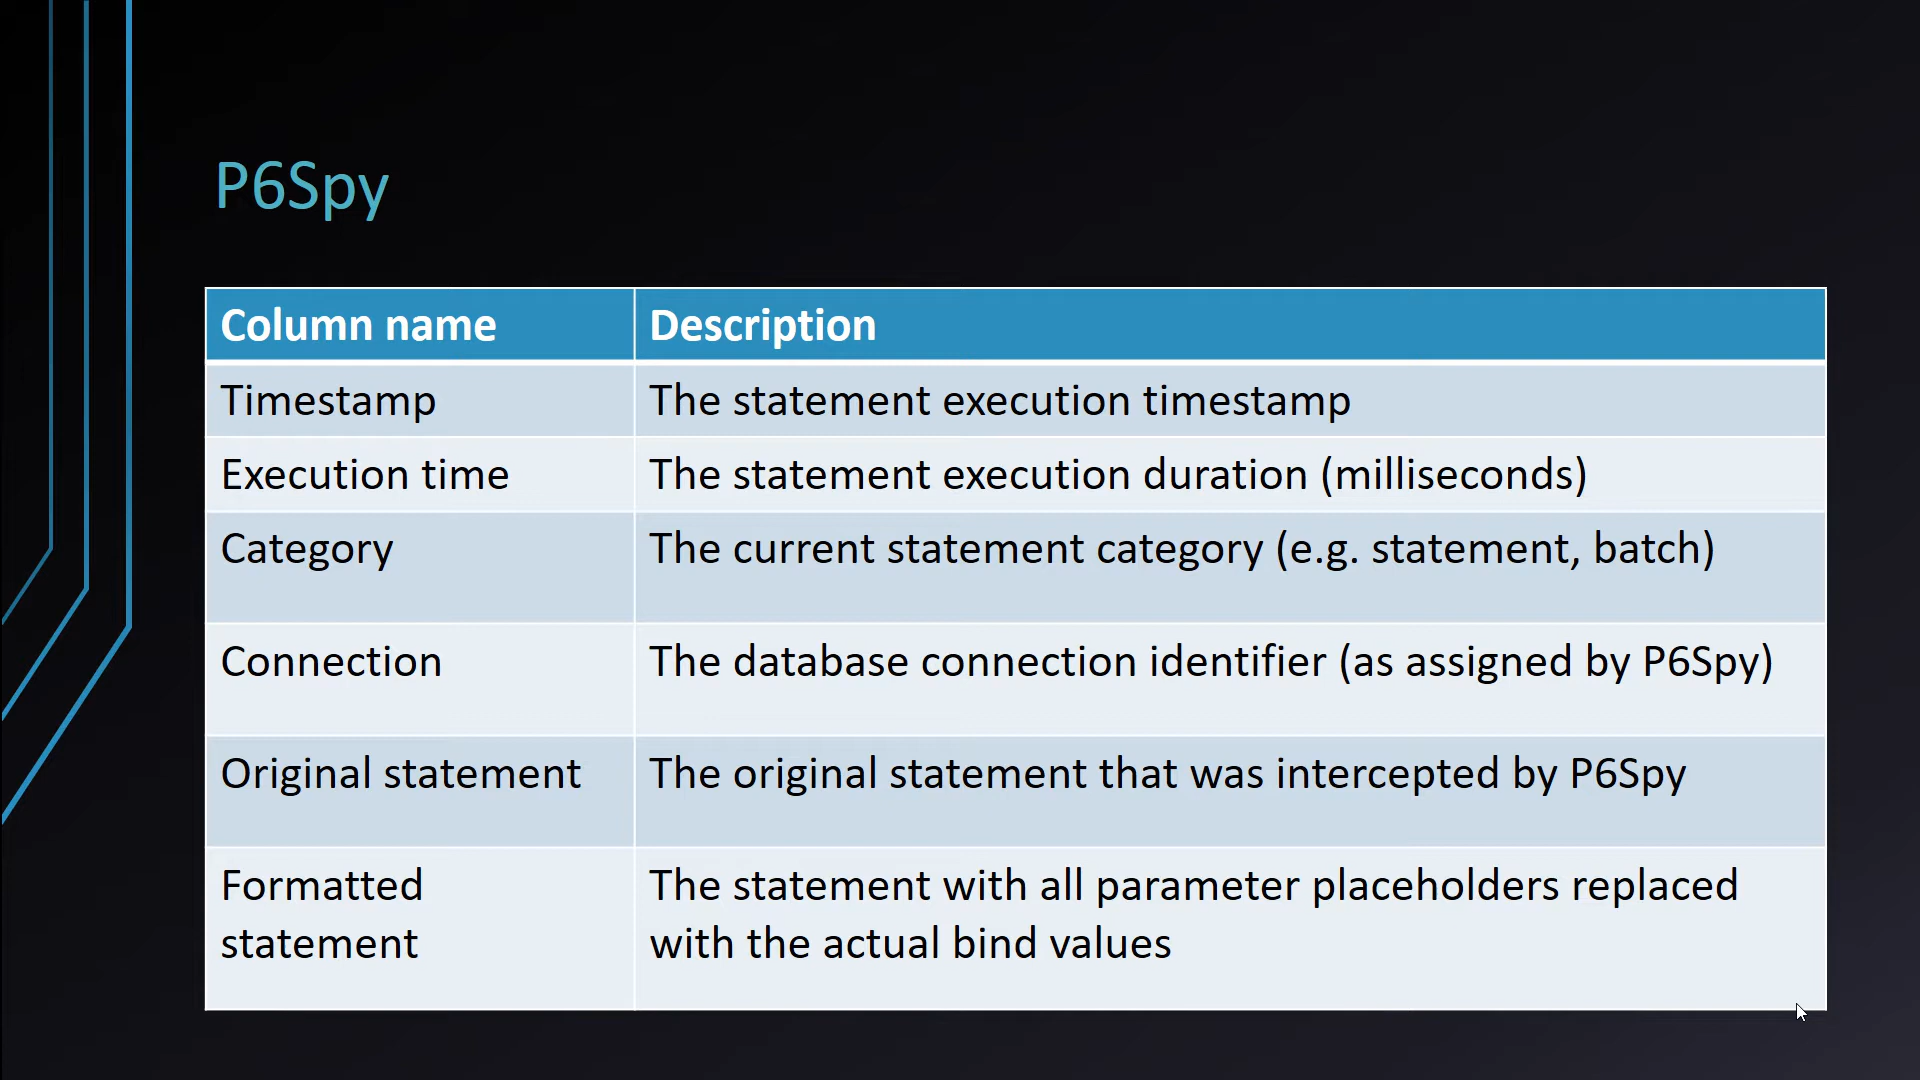 P6Spy
Column name Description
Timestamp The statement execution timestamp
Execution time The statement execution duration (milliseconds)
Category The current statement category (e.g. statement, batch)
Connection The database connection identifier (as assigned by P6Spy)
Original statement The original statement that was intercepted by P6Spy
Formatted statement The statement with all parameter placeholders replaced
with the actual bind values